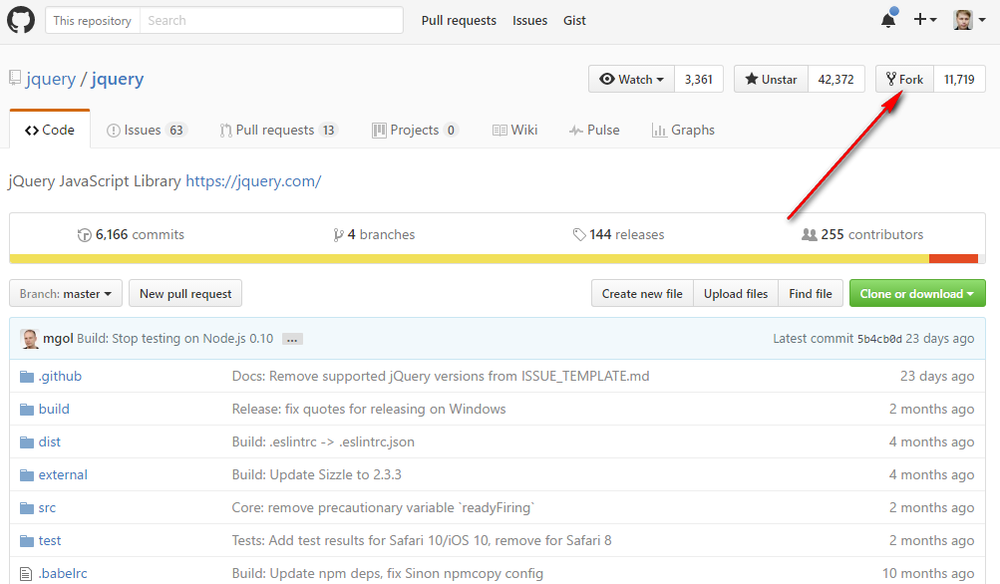 This repository Search Pull requests Issues Gist
jquery / jquery Watch 3,361 Unstar 42,372 Fork 11,719
Code Issues 63 Pull requests 13 Projects 0 Wiki Pulse Graphs
jQuery JavaScript Library https://jquery.com/
6,166 commits 4 branches 144 releases 255 contributors
Branch: master New pull request Create new file Upload files Find file Clone or download
mgol Build: Stop testing on Node.js 0.10 … Latest commit 5b4cb0d 23 days ago
.github Docs: Remove supported jQuery versions from ISSUE_TEMPLATE.md 23 days ago
build Release: fix quotes for releasing on Windows 2 months ago
dist Build: .eslintrc -> .eslintrc.json 4 months ago
external Build: Update Sizzle to 2.3.3 4 months ago
src Core: remove precautionary variable `readyFiring` 2 months ago
test Tests: Add test results for Safari 10/iOS 10, remove for Safari 8 2 months ago
.babelrc Build: Update npm deps, fix Sinon npmcopy config 10 months ago